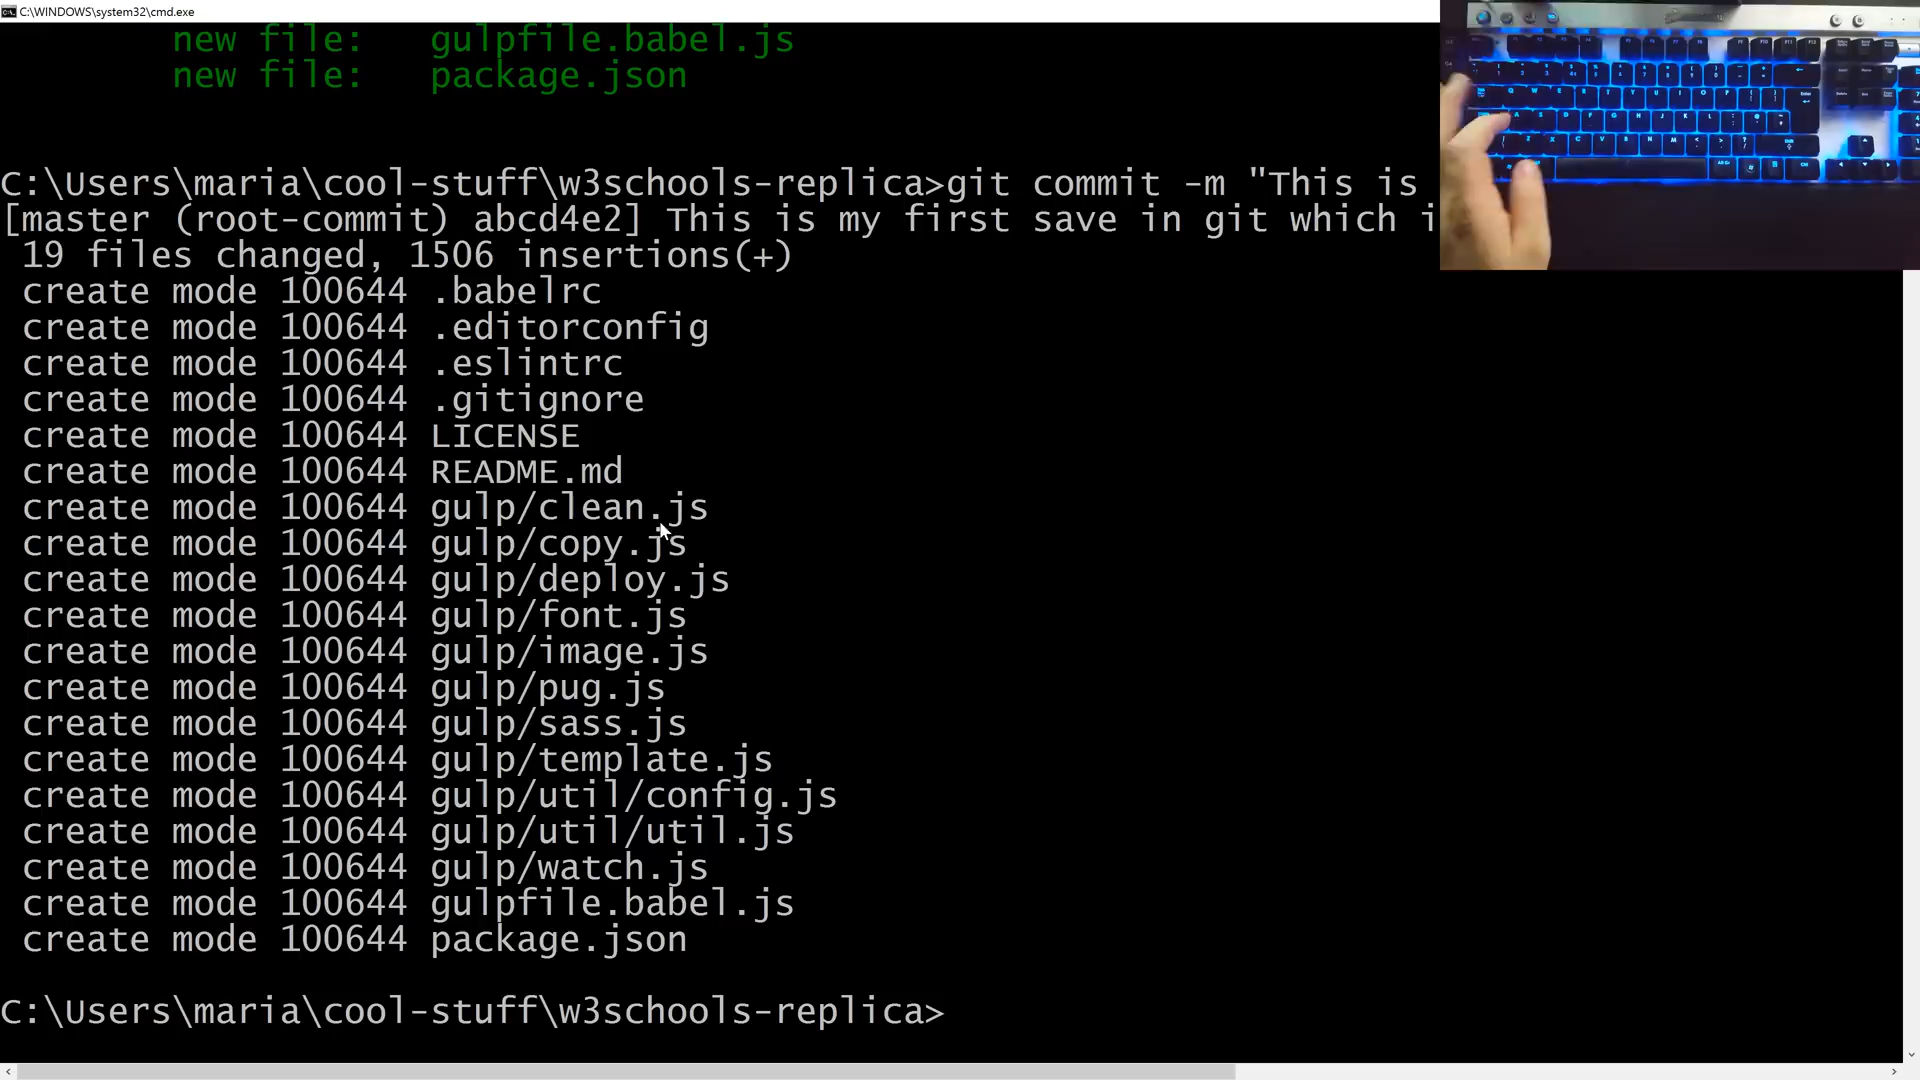 C:\WINDOWS\system32\cmd.exe
new file:   gulpfile.babel.js
new file:   package.json
C:\Users\maria\cool-stuff\w3schools-replica>git commit -m "This is
[master (root-commit) abcd4e2] This is my first save in git which i
19 files changed, 1506 insertions(+)
create mode 100644 .babelrc
create mode 100644 .editorconfig
create mode 100644 .eslintrc
create mode 100644 .gitignore
create mode 100644 LICENSE
create mode 100644 README.md
create mode 100644 gulp/clean.js
create mode 100644 gulp/copy.js
create mode 100644 gulp/deploy.js
create mode 100644 gulp/font.js
create mode 100644 gulp/image.js
create mode 100644 gulp/pug.js
create mode 100644 gulp/sass.js
create mode 100644 gulp/template.js
create mode 100644 gulp/util/config.js
create mode 100644 gulp/util/util.js
create mode 100644 gulp/watch.js
create mode 100644 gulpfile.babel.js
create mode 100644 package.json
C:\Users\maria\cool-stuff\w3schools-replica>